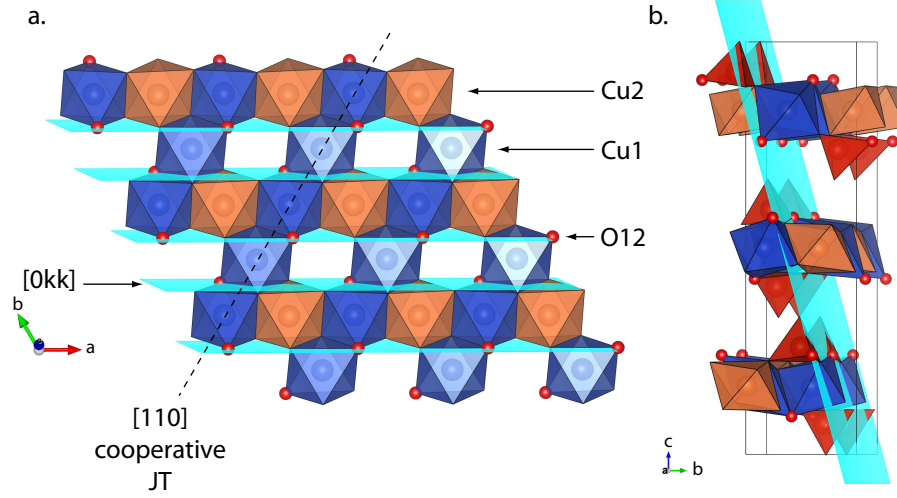 a.
b.
Cu2
Cu1
O12
[0kk]
b
a
[110]
cooperative
JT
c
a
b